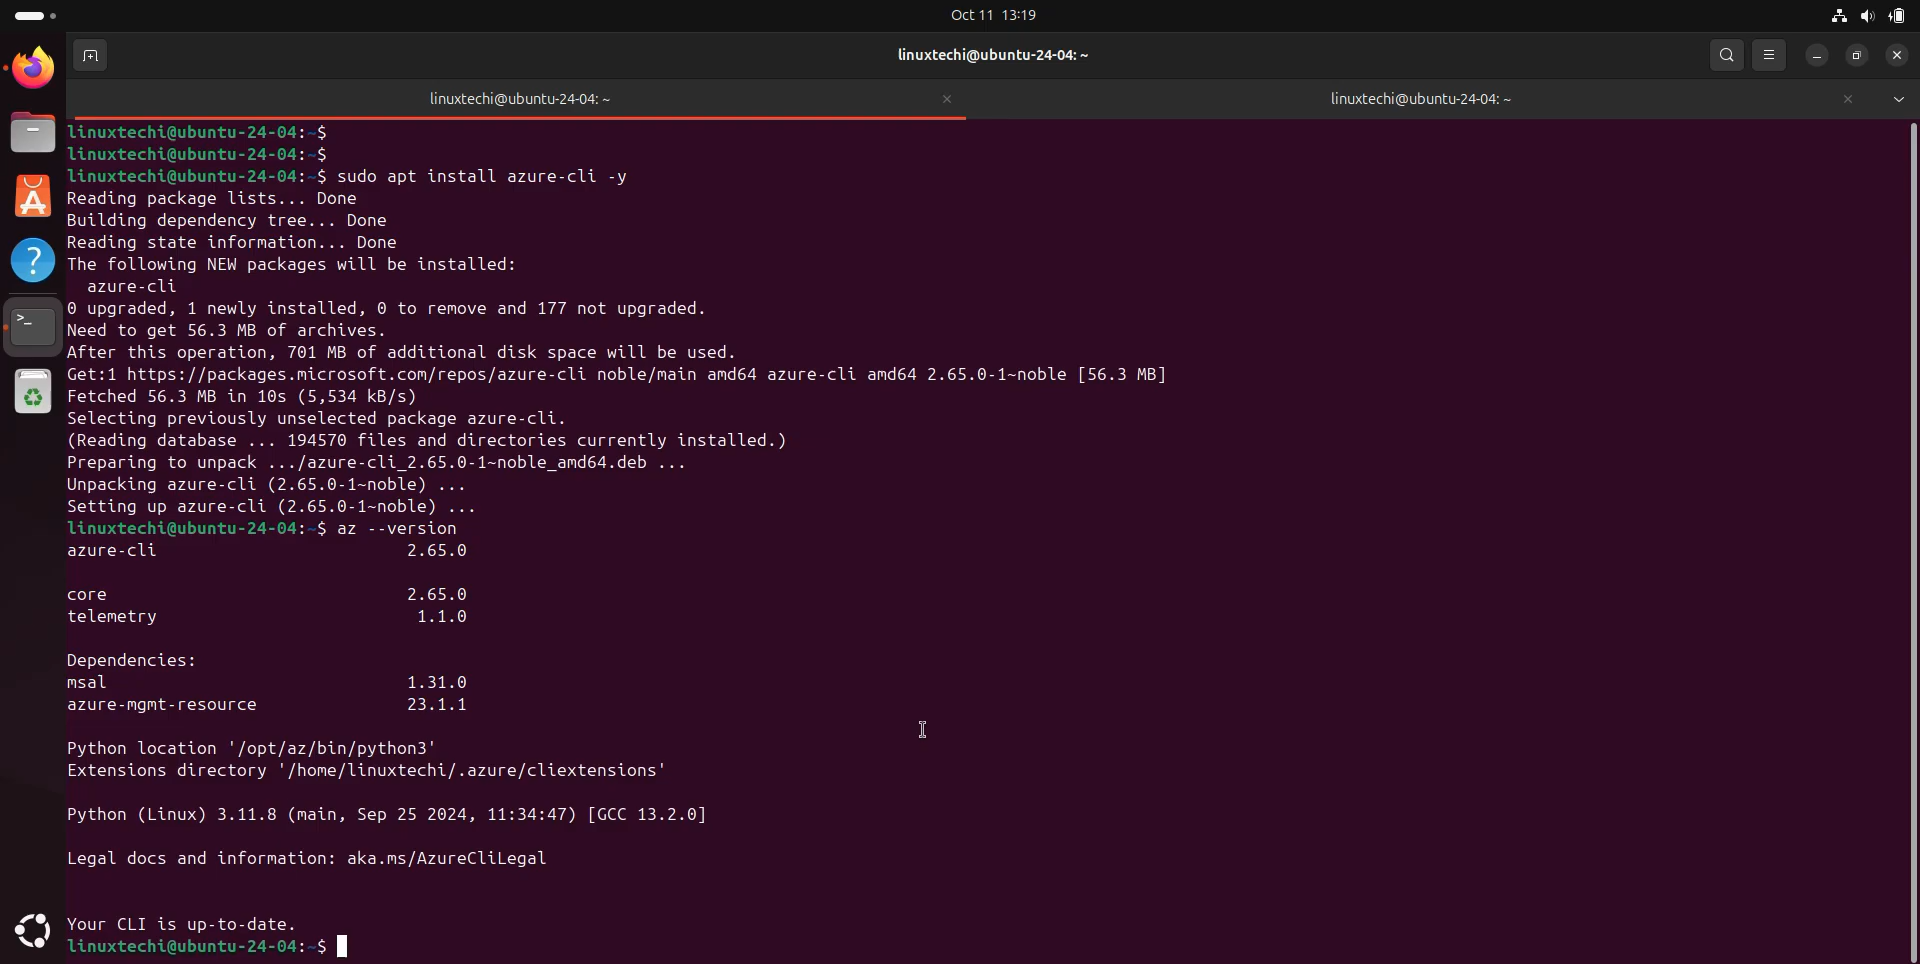 Oct 11 13:19
linuxtechi@ubuntu-24-04: ~
linuxtechi@ubuntu-24-04: ~
linuxtechi@ubuntu-24-04: ~
linuxtechi@ubuntu-24-04:~$
linuxtechi@ubuntu-24-04:~$
linuxtechi@ubuntu-24-04:~$ sudo apt install azure-cli -y
Reading package lists... Done
Building dependency tree... Done
Reading state information... Done
The following NEW packages will be installed:
  azure-cli
0 upgraded, 1 newly installed, 0 to remove and 177 not upgraded.
Need to get 56.3 MB of archives.
After this operation, 701 MB of additional disk space will be used.
Get:1 https://packages.microsoft.com/repos/azure-cli noble/main amd64 azure-cli amd64 2.65.0-1~noble [56.3 MB]
Fetched 56.3 MB in 10s (5,534 kB/s)
Selecting previously unselected package azure-cli.
(Reading database ... 194570 files and directories currently installed.)
Preparing to unpack .../azure-cli_2.65.0-1~noble_amd64.deb ...
Unpacking azure-cli (2.65.0-1~noble) ...
Setting up azure-cli (2.65.0-1~noble) ...
linuxtechi@ubuntu-24-04:~$ az --version
azure-cli                         2.65.0
core                              2.65.0
telemetry                          1.1.0
Dependencies:
msal                              1.31.0
azure-mgmt-resource               23.1.1
Python location '/opt/az/bin/python3'
Extensions directory '/home/linuxtechi/.azure/cliextensions'
Python (Linux) 3.11.8 (main, Sep 25 2024, 11:34:47) [GCC 13.2.0]
Legal docs and information: aka.ms/AzureCliLegal
Your CLI is up-to-date.
linuxtechi@ubuntu-24-04:~$